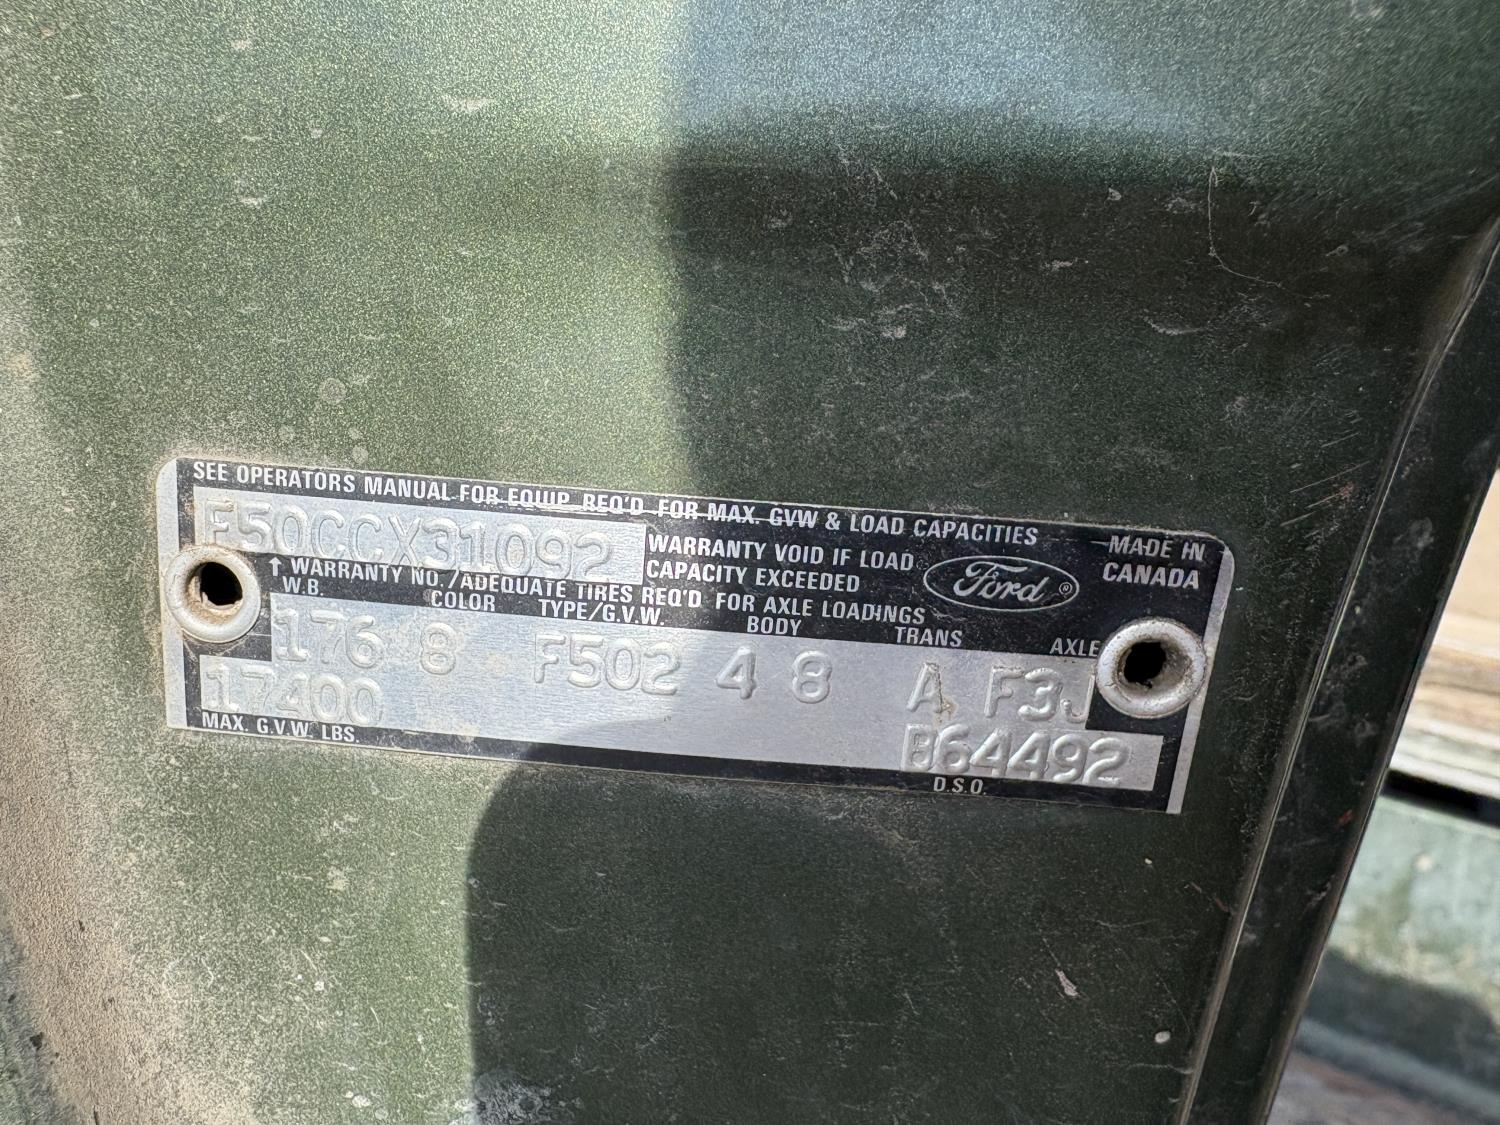 SEE OPERATORS MANUAL FOR EQUIP. REQ'D FOR MAX. GVW & LOAD CAPACITIES
F50CCX31092
WARRANTY VOID IF LOAD
CAPACITY EXCEEDED
Ford ®
MADE IN
CANADA
↑ WARRANTY NO./ADEQUATE TIRES REQ'D FOR AXLE LOADINGS
W.B. COLOR TYPE/G.V.W. BODY TRANS AXLE
176 8 F502 4 8 A F3J
17400
MAX. G.V.W. LBS.
B64492
D.S.O.